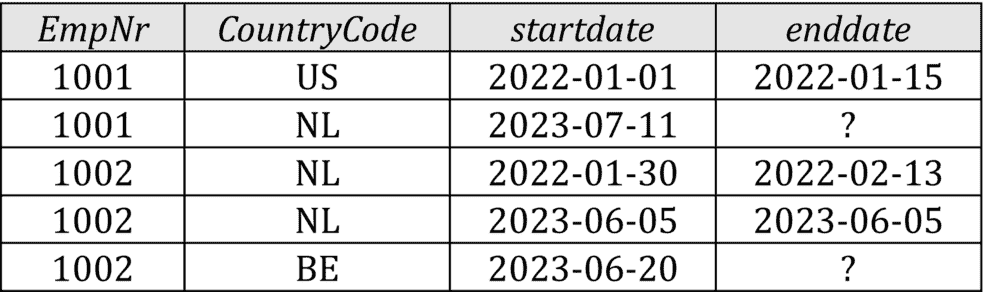 EmpNr CountryCode startdate enddate
1001 US 2022-01-01 2022-01-15
1001 NL 2023-07-11 ?
1002 NL 2022-01-30 2022-02-13
1002 NL 2023-06-05 2023-06-05
1002 BE 2023-06-20 ?